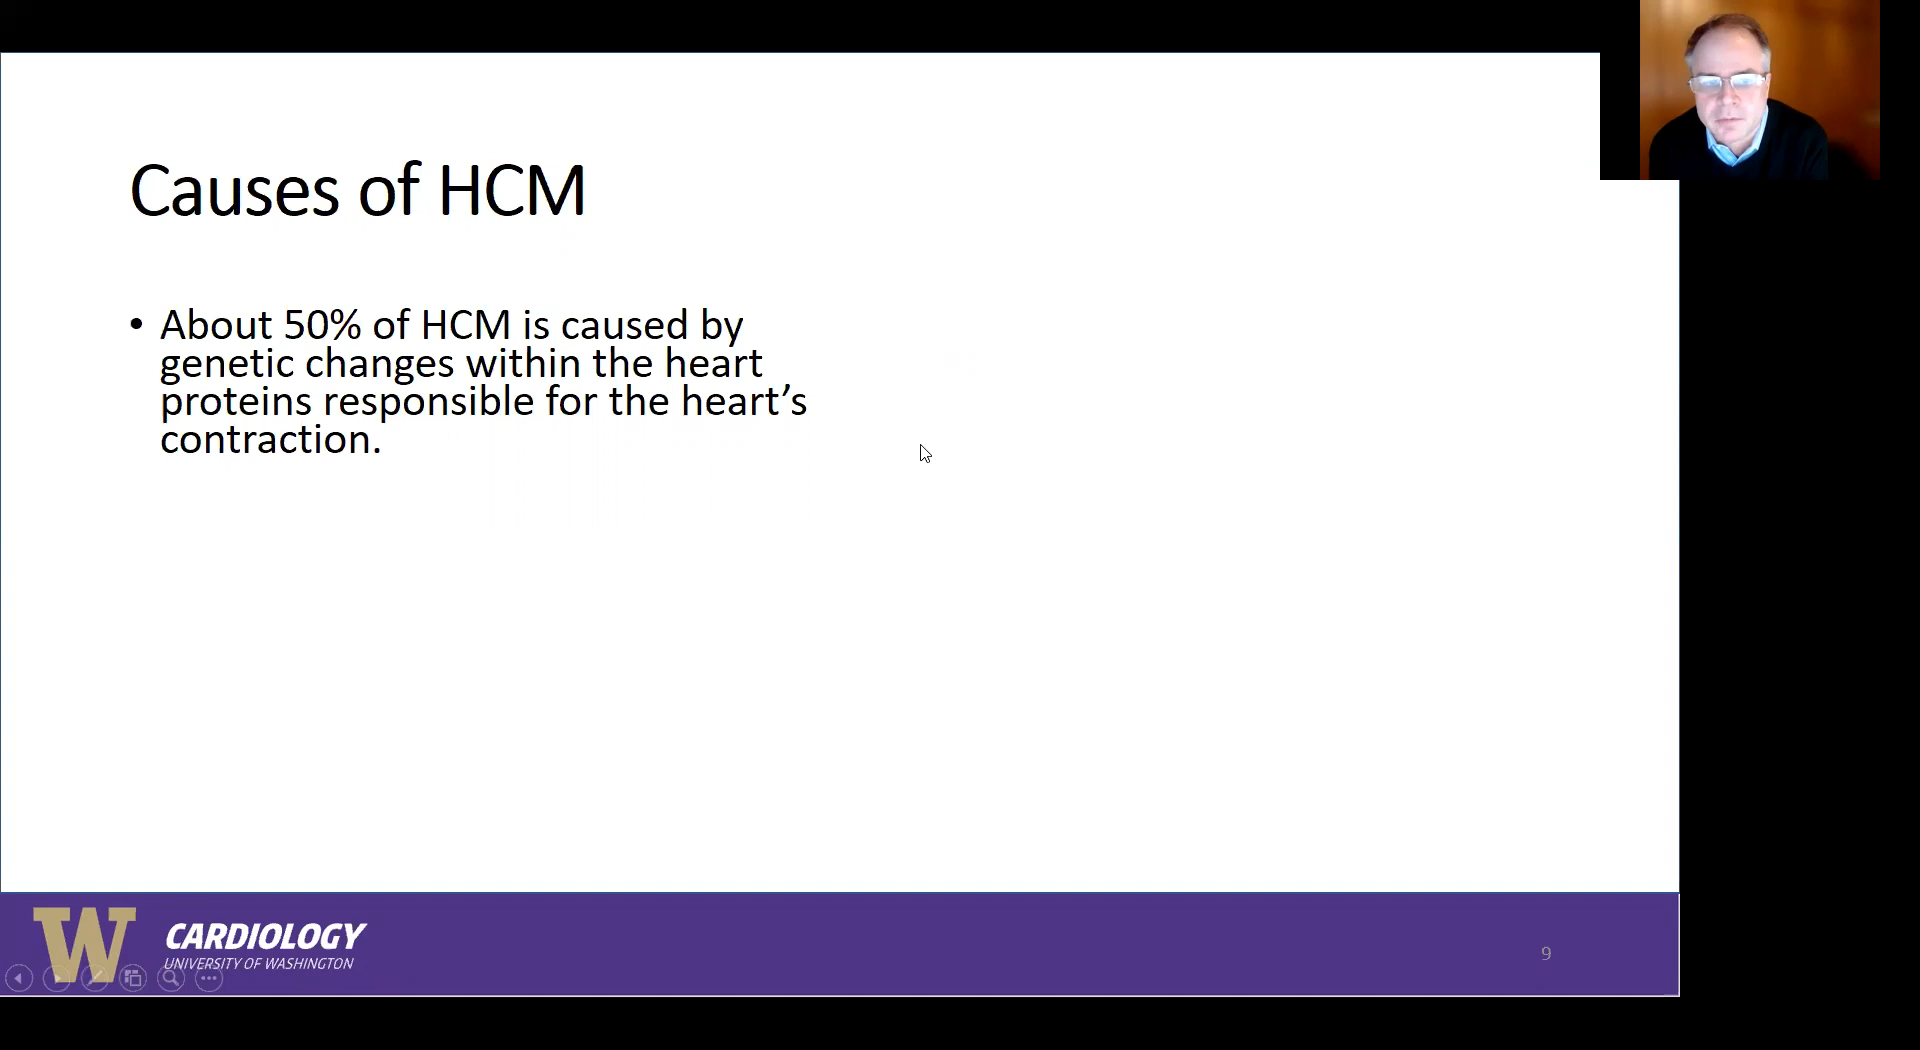 Causes of HCM
• About 50% of HCM is caused by
genetic changes within the heart
proteins responsible for the heart’s
contraction.
W
CARDIOLOGY
UNIVERSITY OF WASHINGTON
9